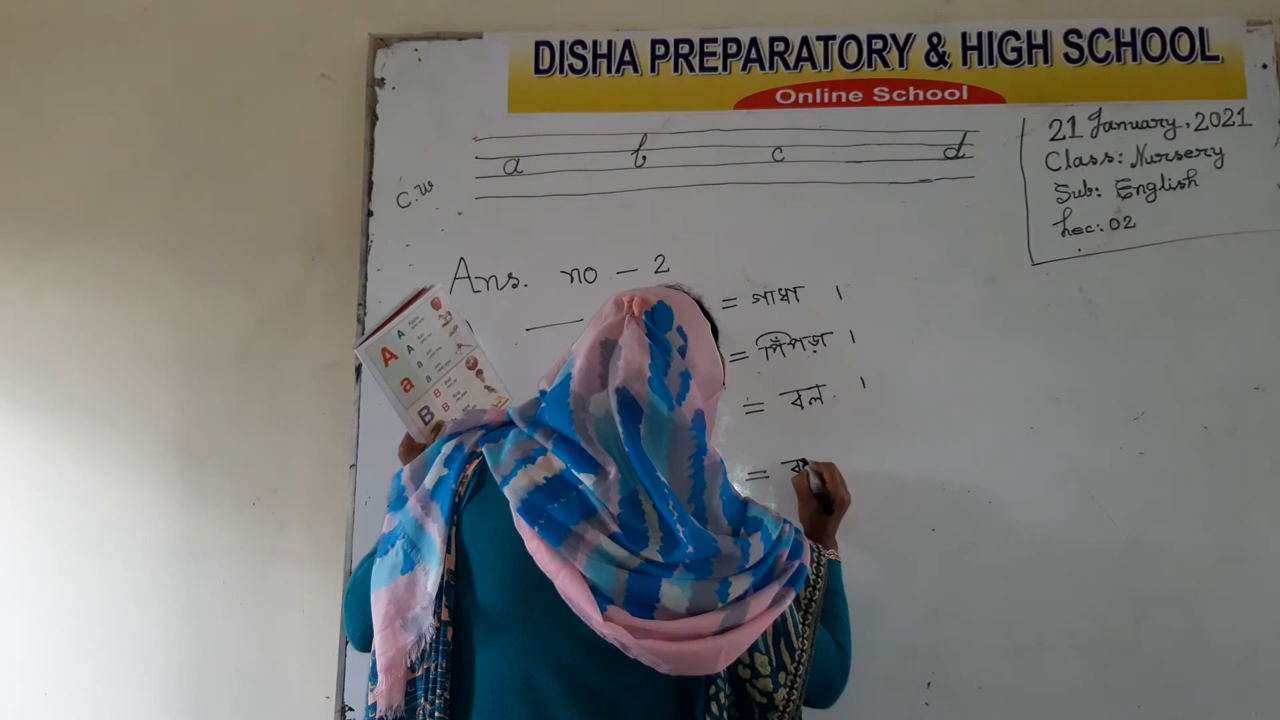 DISHA PREPARATORY & HIGH SCHOOL
Online School
21 January, 2021
Class: Nursery
Sub: English
Lec: 02
C.W
a b c d
Ans. no – 2
= গাধা ।
= পিঁপড়া ।
= বল ।
=
A
a
B